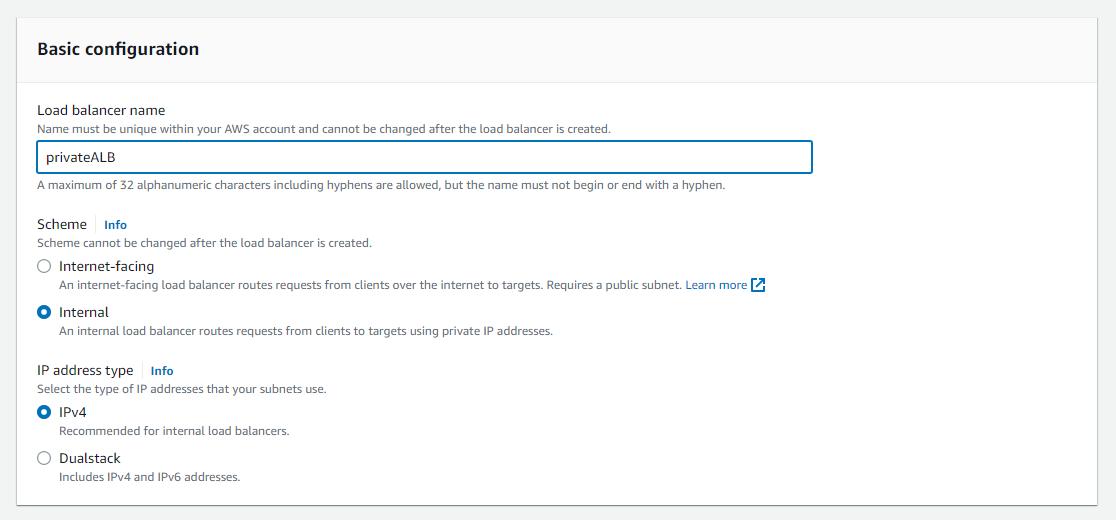 Basic configuration
Load balancer name
Name must be unique within your AWS account and cannot be changed after the load balancer is created.
privateALB
A maximum of 32 alphanumeric characters including hyphens are allowed, but the name must not begin or end with a hyphen.
Scheme Info
Scheme cannot be changed after the load balancer is created.
Internet-facing
An internet-facing load balancer routes requests from clients over the internet to targets. Requires a public subnet. Learn more
Internal
An internal load balancer routes requests from clients to targets using private IP addresses.
IP address type Info
Select the type of IP addresses that your subnets use.
IPv4
Recommended for internal load balancers.
Dualstack
Includes IPv4 and IPv6 addresses.